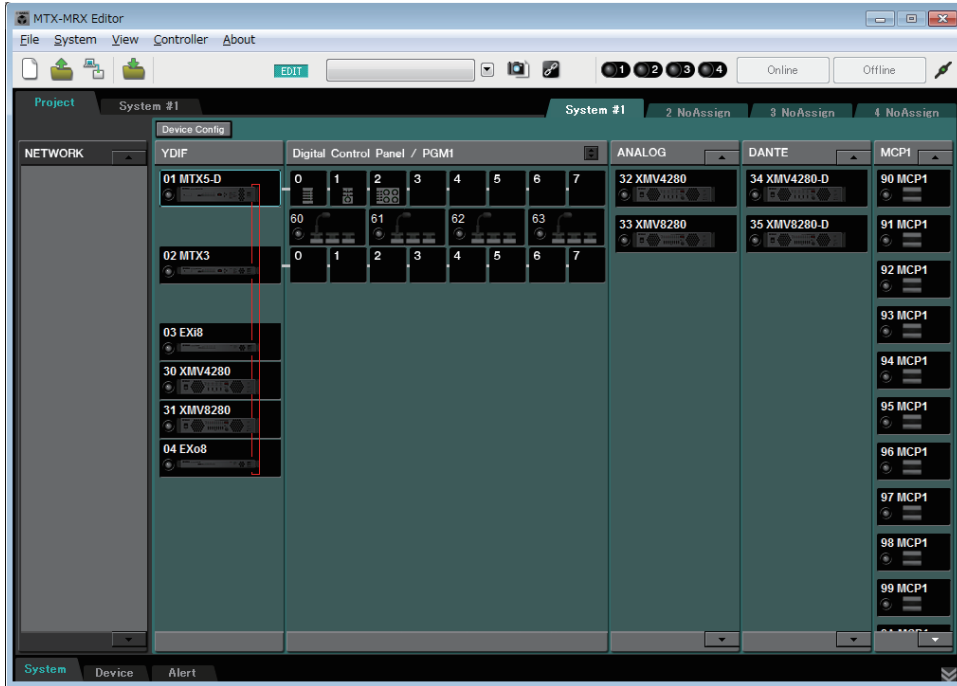 MTX-MRX Editor
File System View Controller About
EDIT 1 2 3 4 Online Offline
Project System #1 System #1 2 NoAssign 3 NoAssign 4 NoAssign
Device Config
NETWORK YDIF Digital Control Panel / PGM1 ANALOG DANTE MCP1
01 MTX5-D 0 1 2 3 4 5 6 7 32 XMV4280 34 XMV4280-D 90 MCP1
60 61 62 63 33 XMV8280 35 XMV8280-D 91 MCP1
02 MTX3 0 1 2 3 4 5 6 7
92 MCP1
93 MCP1
03 EXi8
94 MCP1
30 XMV4280
95 MCP1
31 XMV8280
04 EXo8 96 MCP1
97 MCP1
98 MCP1
99 MCP1
System Device Alert